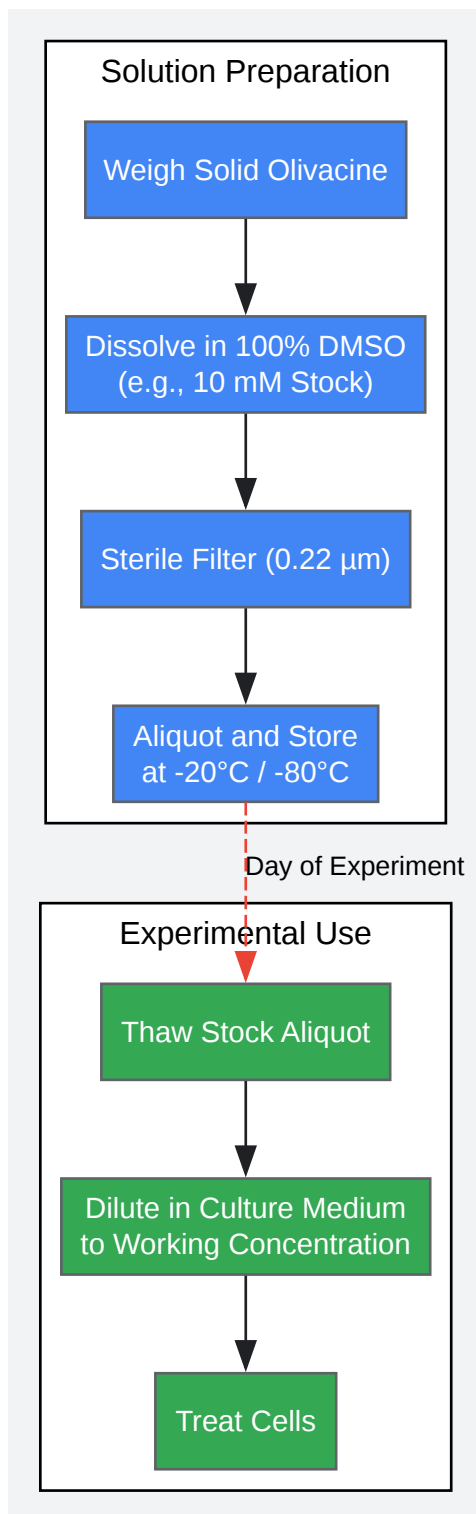 Solution Preparation
Weigh Solid Olivacine
Dissolve in 100% DMSO
(e.g., 10 mM Stock)
Sterile Filter (0.22 µm)
Aliquot and Store
at -20°C / -80°C
Day of Experiment
Experimental Use
Thaw Stock Aliquot
Dilute in Culture Medium
to Working Concentration
Treat Cells